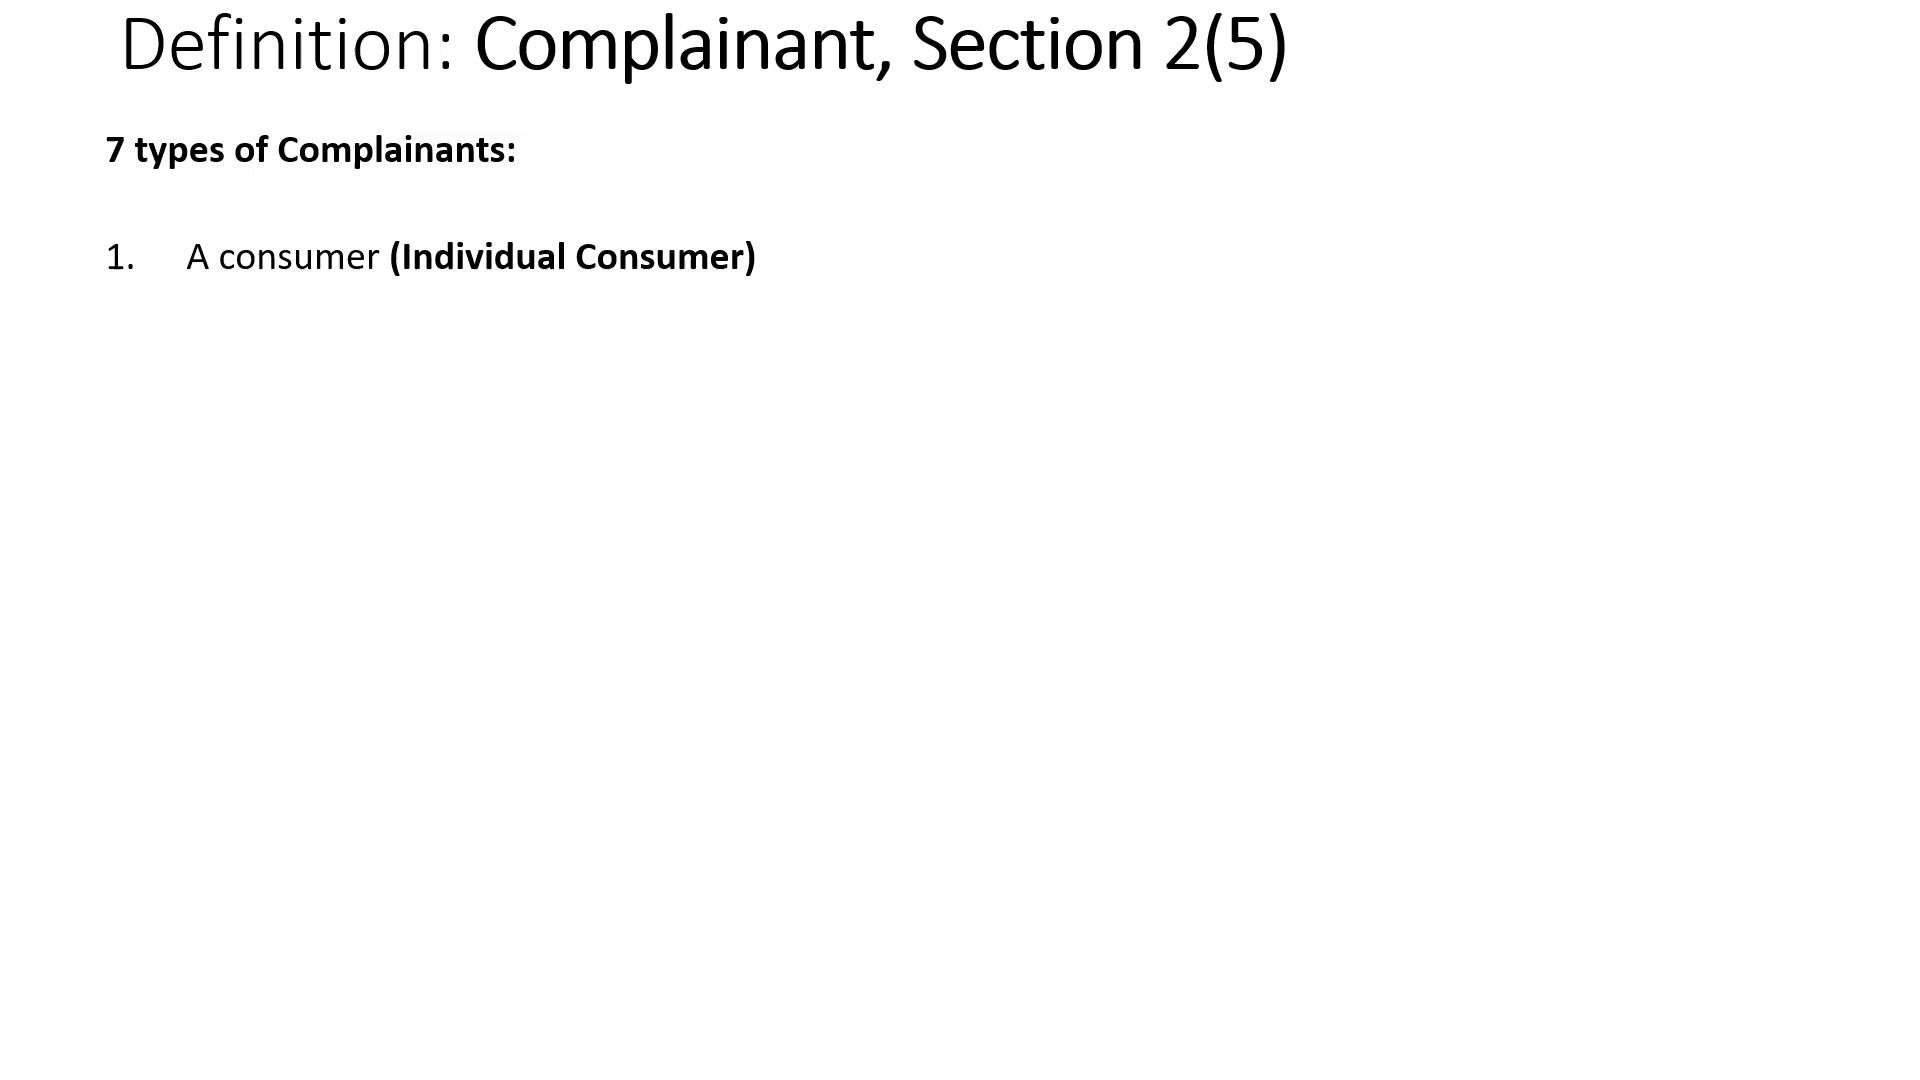 Definition: Complainant, Section 2(5)
7 types of Complainants:
1. A consumer (Individual Consumer)